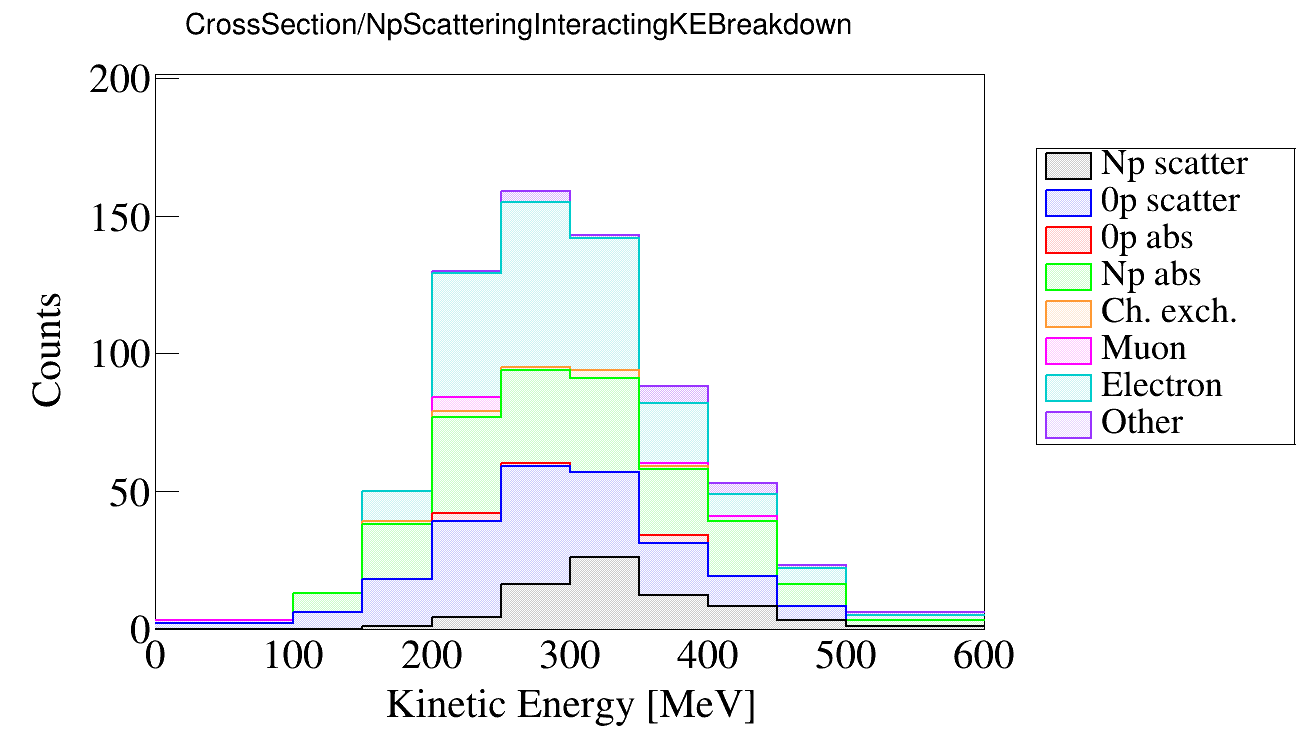 CrossSection/NpScatteringInteractingKEBreakdown
200
150
100
50
0
Counts
0 100 200 300 400 500 600
Kinetic Energy [MeV]
Np scatter
0p scatter
0p abs
Np abs
Ch. exch.
Muon
Electron
Other